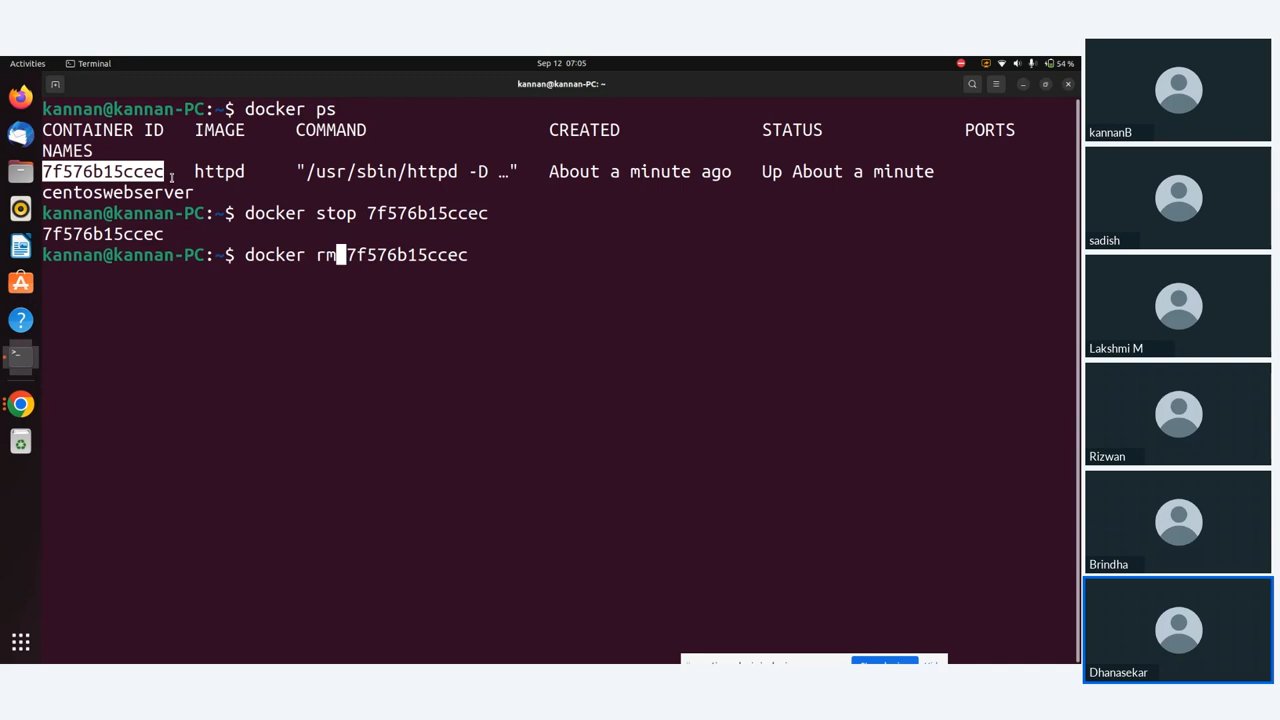 Activities
Terminal
Sep 12 07:05
54 %
kannan@kannan-PC: ~
kannan@kannan-PC:~$ docker ps
CONTAINER ID IMAGE COMMAND CREATED STATUS PORTS
NAMES
7f576b15ccec httpd "/usr/sbin/httpd -D …" About a minute ago Up About a minute
centoswebserver
kannan@kannan-PC:~$ docker stop 7f576b15ccec
7f576b15ccec
kannan@kannan-PC:~$ docker rm 7f576b15ccec
kannanB
sadish
Lakshmi M
Rizwan
Brindha
Dhanasekar